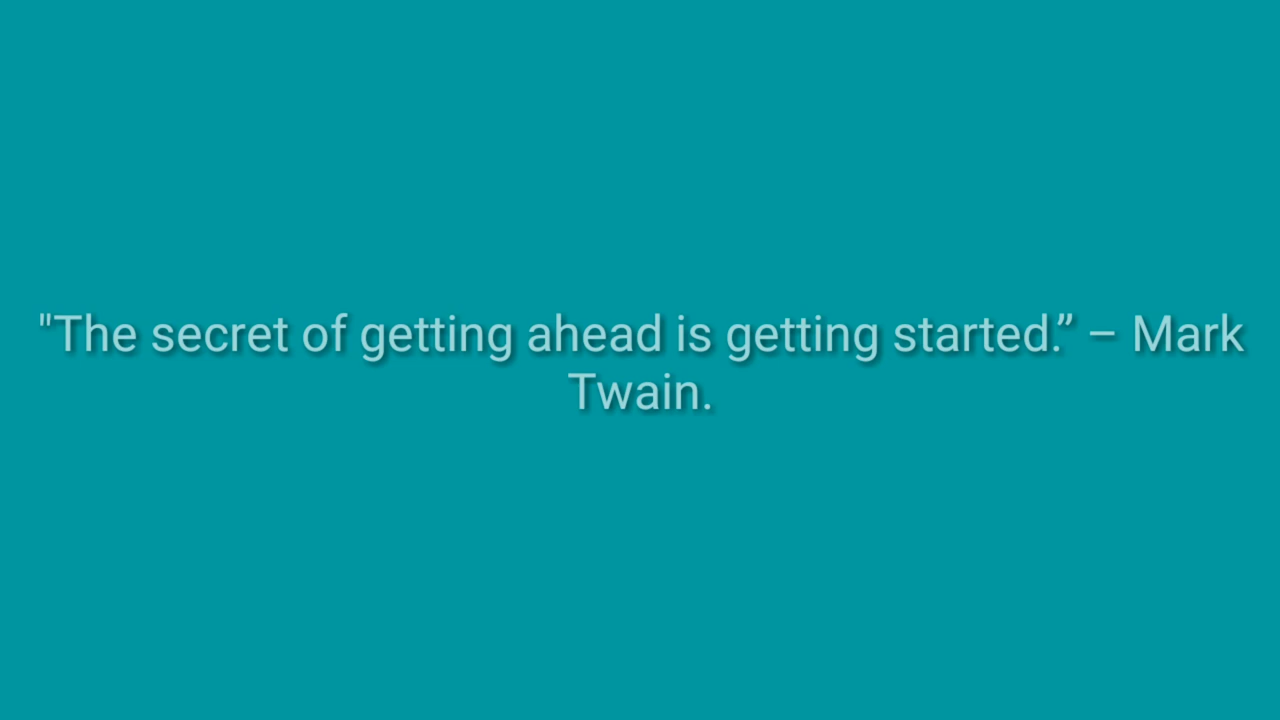 "The secret of getting ahead is getting started.” – Mark
Twain.